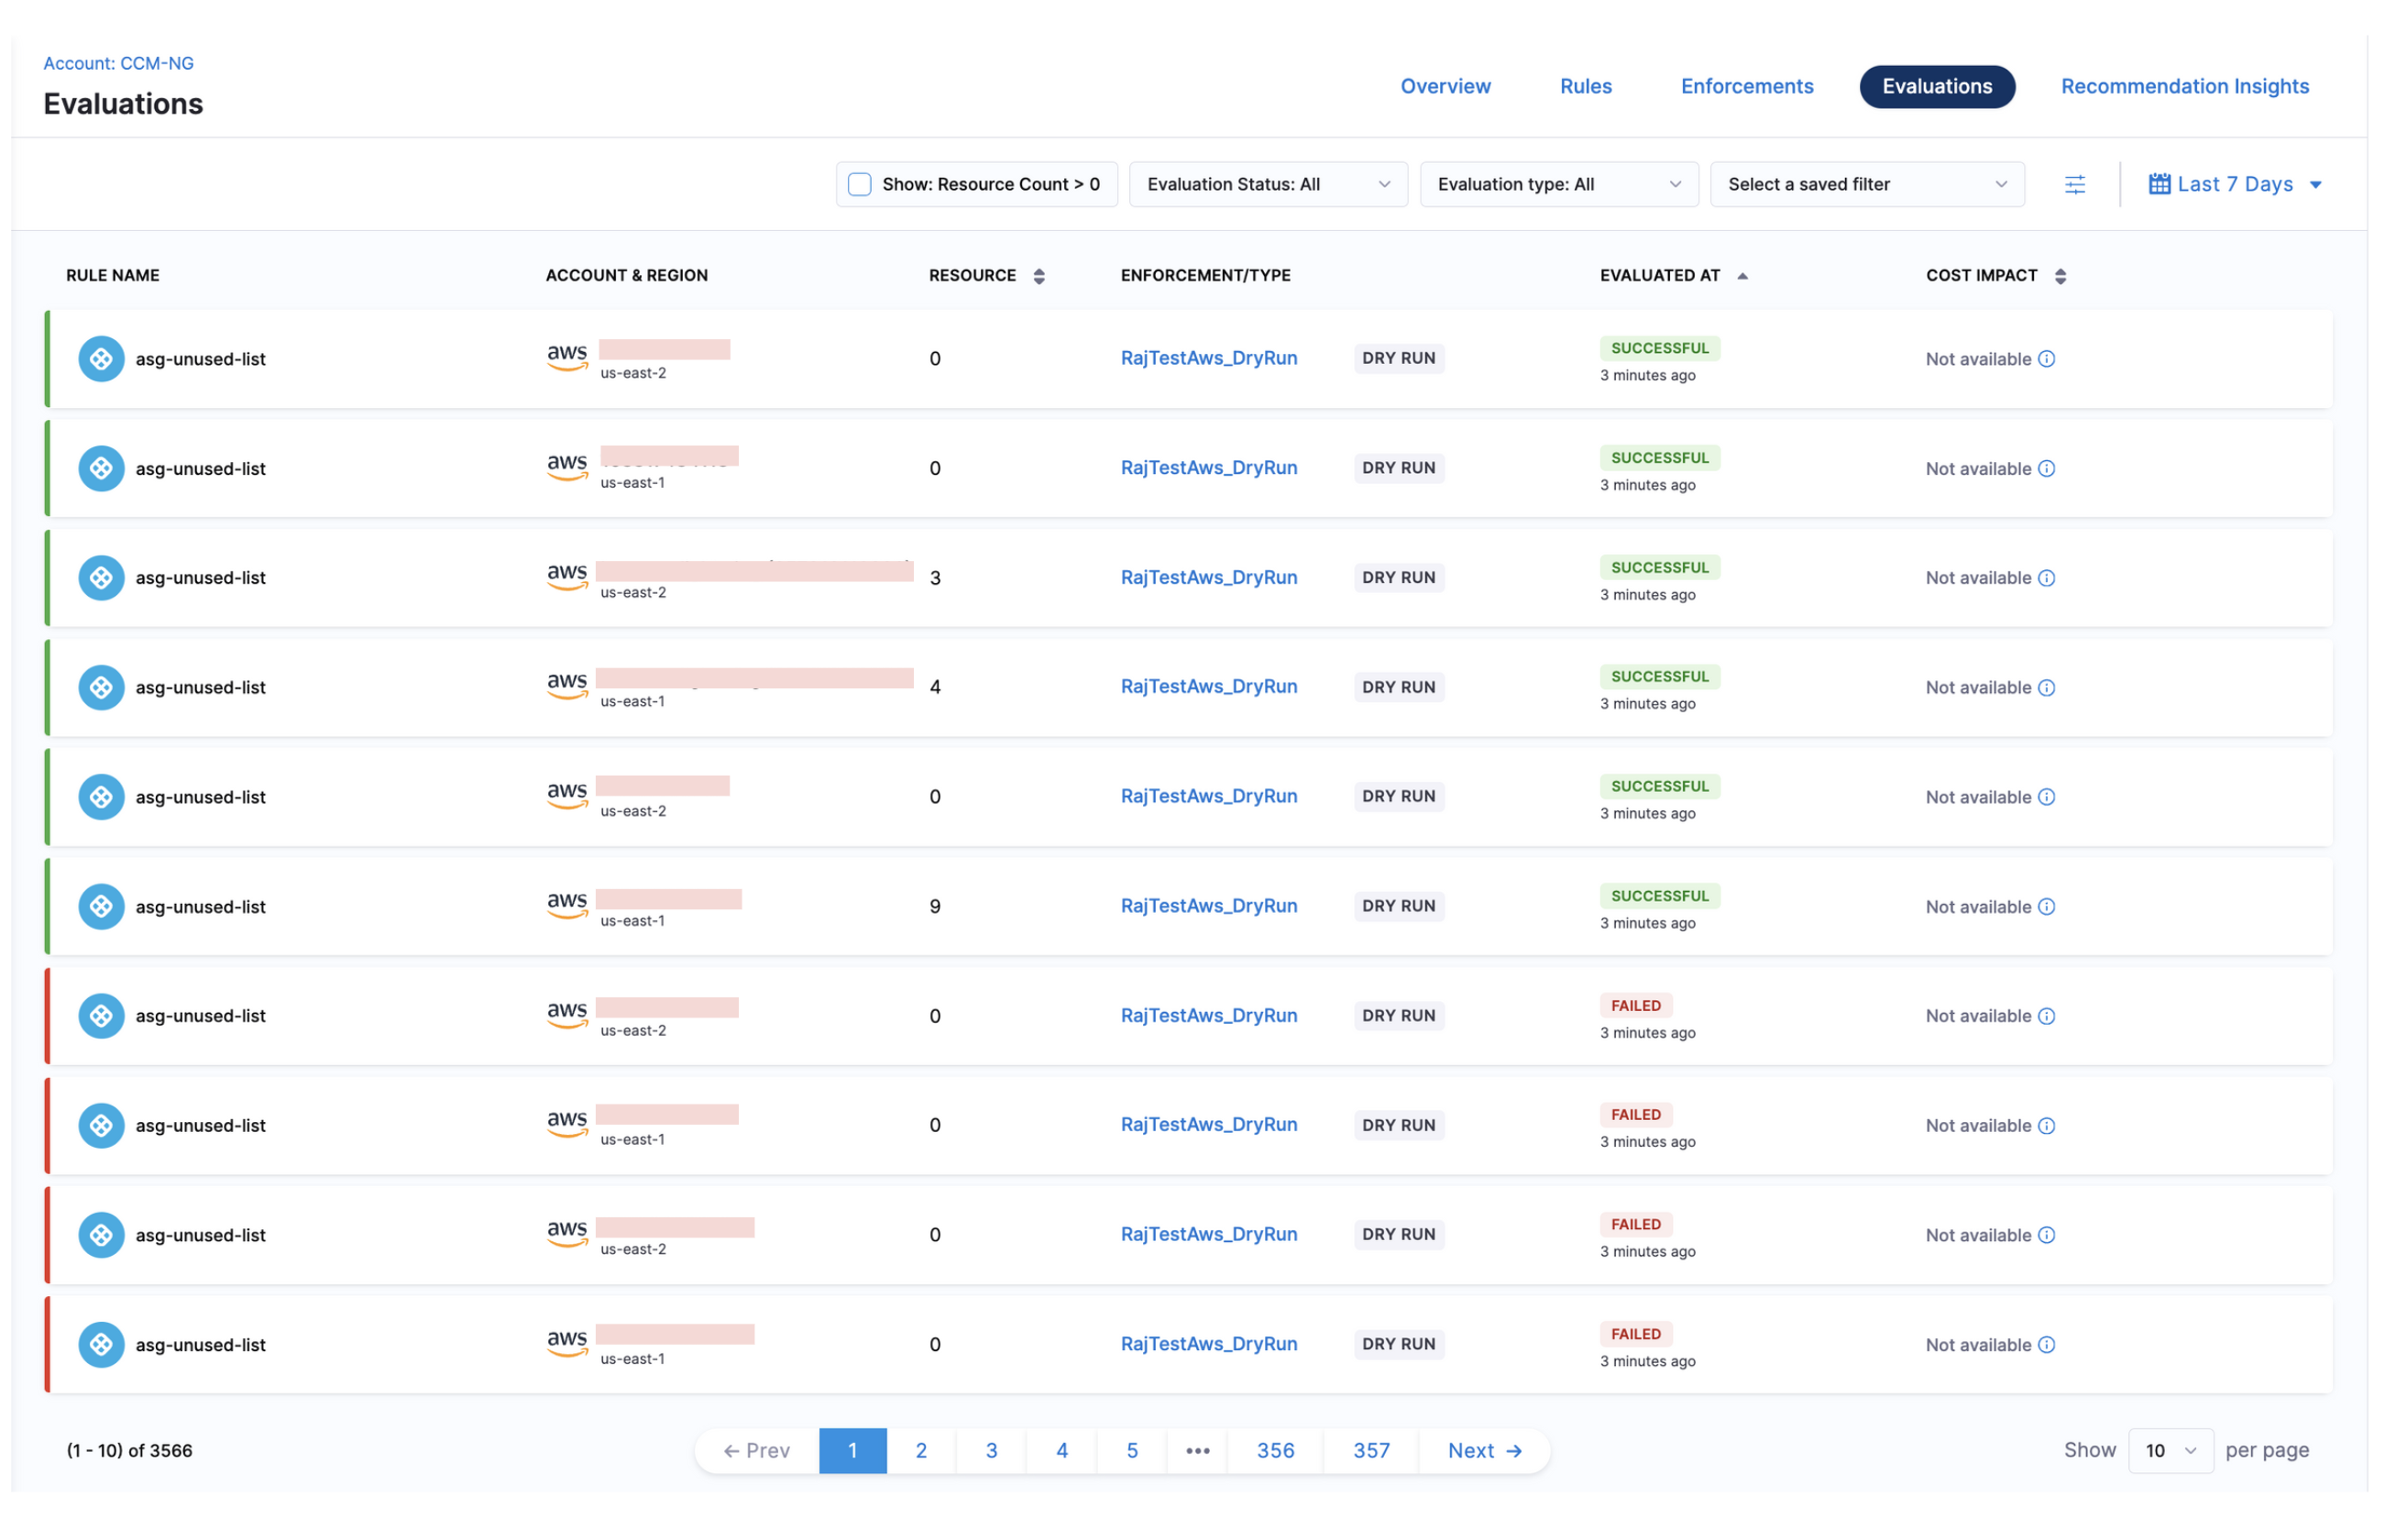 Account: CCM-NG
Evaluations
Overview Rules Enforcements Evaluations Recommendation Insights
Show: Resource Count > 0 Evaluation Status: All Evaluation type: All Select a saved filter Last 7 Days
RULE NAME ACCOUNT & REGION RESOURCE ENFORCEMENT/TYPE EVALUATED AT COST IMPACT
asg-unused-list aws us-east-2 0 RajTestAws_DryRun DRY RUN SUCCESSFUL 3 minutes ago Not available
asg-unused-list aws us-east-1 0 RajTestAws_DryRun DRY RUN SUCCESSFUL 3 minutes ago Not available
asg-unused-list aws us-east-2 3 RajTestAws_DryRun DRY RUN SUCCESSFUL 3 minutes ago Not available
asg-unused-list aws us-east-1 4 RajTestAws_DryRun DRY RUN SUCCESSFUL 3 minutes ago Not available
asg-unused-list aws us-east-2 0 RajTestAws_DryRun DRY RUN SUCCESSFUL 3 minutes ago Not available
asg-unused-list aws us-east-1 9 RajTestAws_DryRun DRY RUN SUCCESSFUL 3 minutes ago Not available
asg-unused-list aws us-east-2 0 RajTestAws_DryRun DRY RUN FAILED 3 minutes ago Not available
asg-unused-list aws us-east-1 0 RajTestAws_DryRun DRY RUN FAILED 3 minutes ago Not available
asg-unused-list aws us-east-2 0 RajTestAws_DryRun DRY RUN FAILED 3 minutes ago Not available
asg-unused-list aws us-east-1 0 RajTestAws_DryRun DRY RUN FAILED 3 minutes ago Not available
(1 - 10) of 3566 ← Prev 1 2 3 4 5 ••• 356 357 Next → Show 10 per page